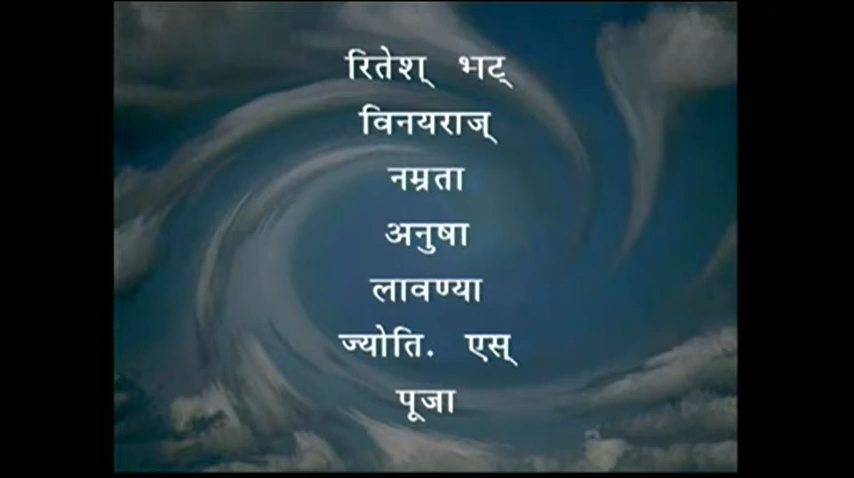 रितेश् भट्
विनयराज्
नम्रता
अनुषा
लावण्या
ज्योति. एस्
पूजा